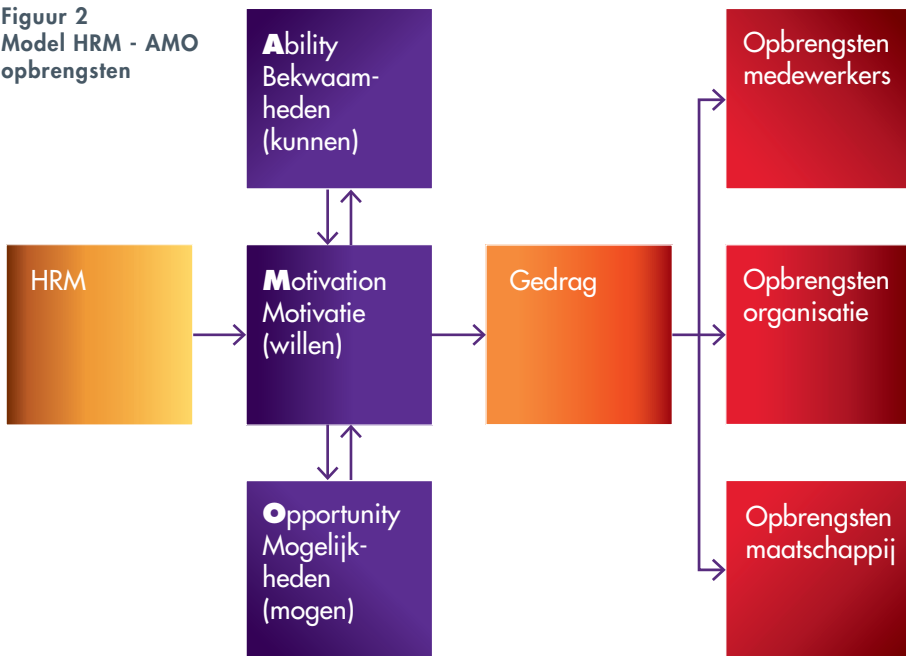 Figuur 2
Model HRM - AMO
opbrengsten
Ability
Bekwaam-
heden
(kunnen)
Opbrengsten
medewerkers
HRM
Motivation
Motivatie
(willen)
Gedrag
Opbrengsten
organisatie
Opportunity
Mogelijk-
heden
(mogen)
Opbrengsten
maatschappij